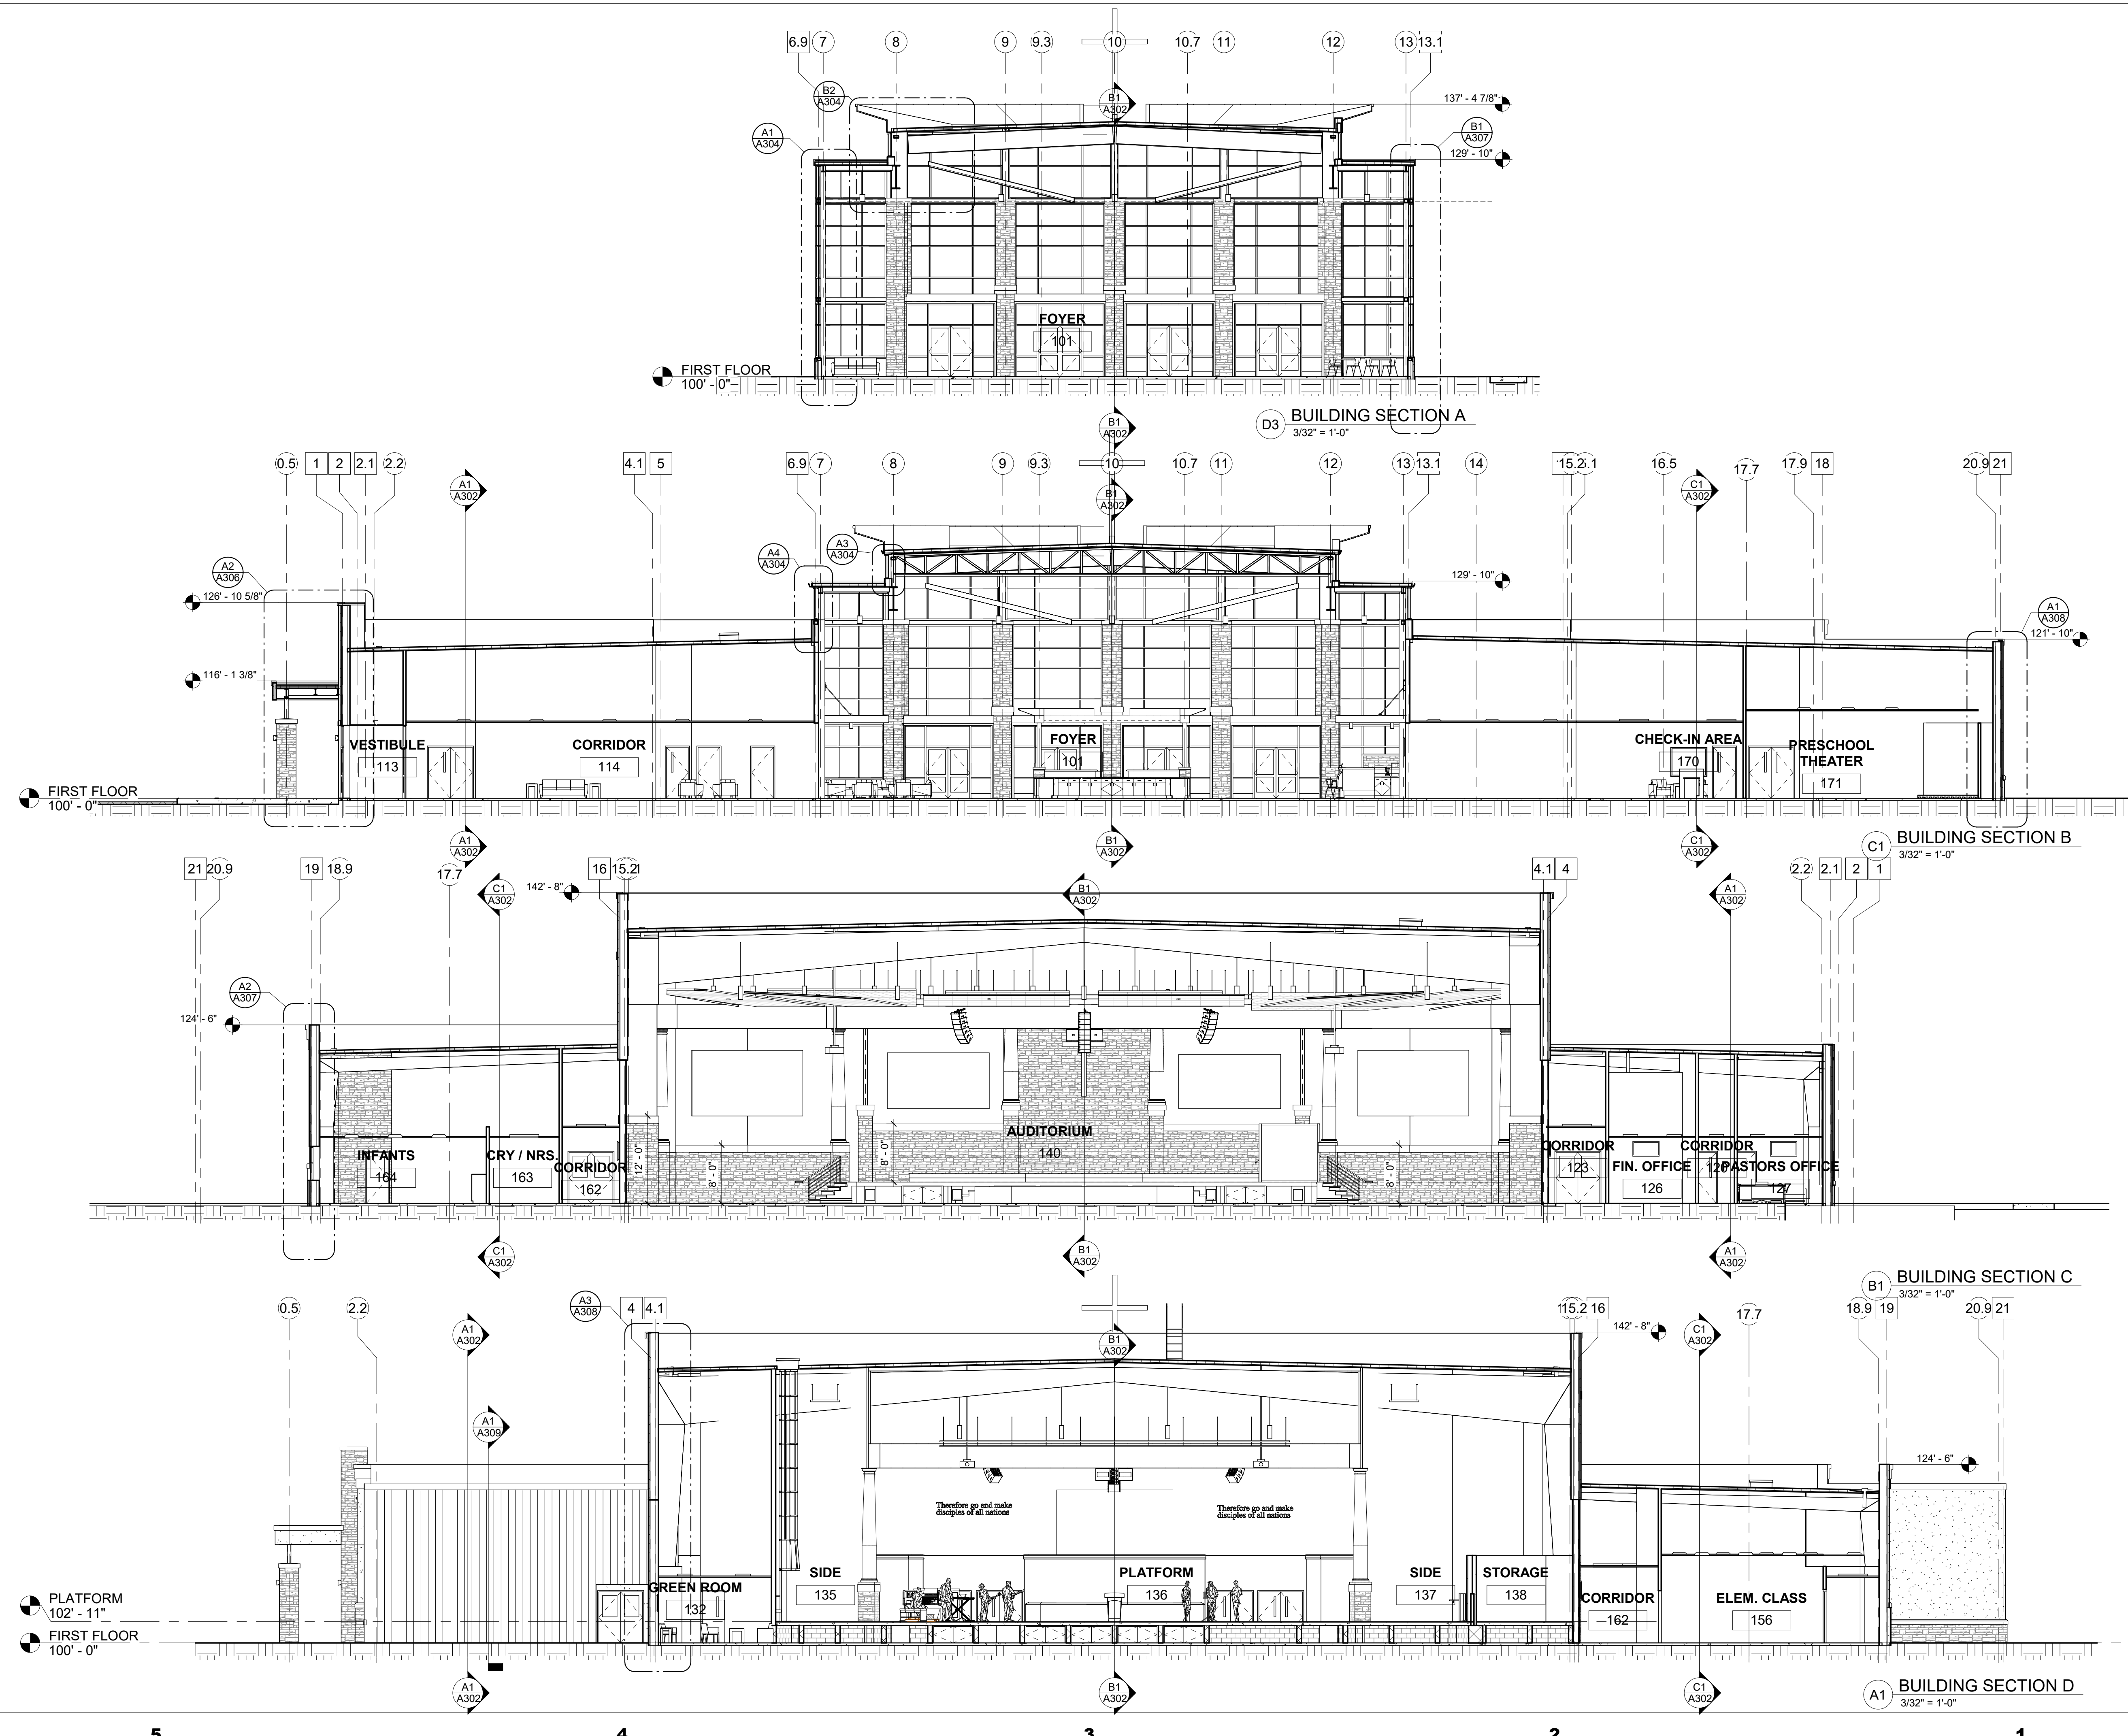 6.9 7 8 9 9.3 10 10.7 11 12 13 13.1
B2
A304
B1
A302
137' - 4 7/8"
A1
A304
B1
A307
129' - 10"
FOYER
101
FIRST FLOOR
100' - 0"
B1
A302
D3 BUILDING SECTION A
3/32" = 1'-0"
0.5 1 2 2.1 2.2 4.1 5 6.9 7 8 9 9.3 10 10.7 11 12 13 13.1 14 15.2 16.5 17.7 17.9 18 20.9 21
A1
A302
B1
A302
C1
A302
A2
A306
A4
A304
A3
A304
129' - 10"
126' - 10 5/8"
A1
A308
121' - 10"
116' - 1 3/8"
VESTIBULE
113
CORRIDOR
114
FOYER
101
CHECK-IN AREA
170
PRESCHOOL
THEATER
171
FIRST FLOOR
100' - 0"
A1
A302
B1
A302
C1
A302
C1 BUILDING SECTION B
3/32" = 1'-0"
21 20.9 19 18.9 17.7 16 15.2 4.1 4 2.2 2.1 2 1
C1
A302
142' - 8"
B1
A302
A1
A302
A2
A307
124' - 6"
INFANTS
164
CRY / NRS.
163
CORRIDOR
162
12' - 0"
8' - 0"
8' - 0"
AUDITORIUM
140
8' - 0"
CORRIDOR
123
FIN. OFFICE
126
CORRIDOR
PASTORS OFFICE
127
C1
A302
B1
A302
A1
A302
B1 BUILDING SECTION C
3/32" = 1'-0"
0.5 2.2 4 4.1 15.2 16 17.7 18.9 19 20.9 21
A3
A308
A1
A302
B1
A302
142' - 8"
C1
A302
A1
A309
124' - 6"
Therefore go and make
disciples of all nations
Therefore go and make
disciples of all nations
GREEN ROOM
132
SIDE
135
PLATFORM
136
SIDE
137
STORAGE
138
CORRIDOR
162
ELEM. CLASS
156
PLATFORM
102' - 11"
FIRST FLOOR
100' - 0"
A1
A302
B1
A302
C1
A302
A1 BUILDING SECTION D
3/32" = 1'-0"
5 4 3 2 1